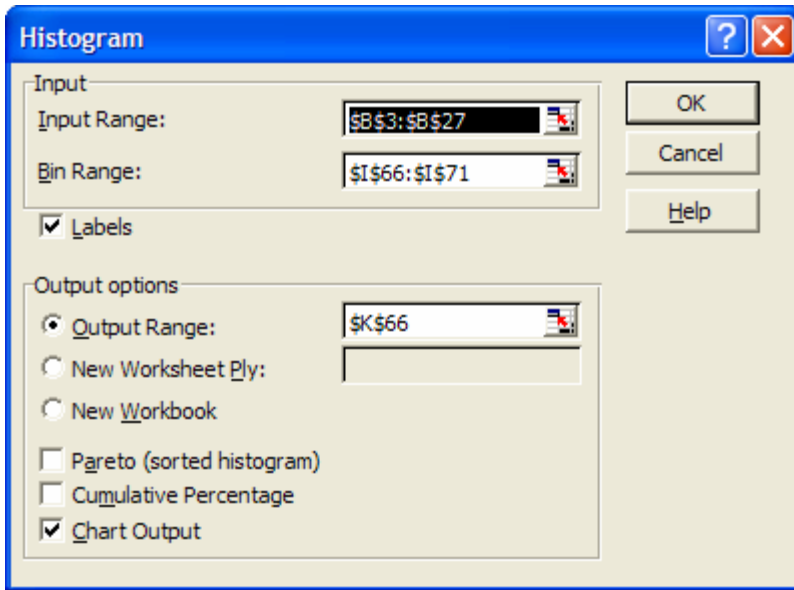 Histogram
Input
Input Range: $B$3:$B$27
Bin Range: $I$66:$I$71
Labels
OK
Cancel
Help
Output options
Output Range: $K$66
New Worksheet Ply:
New Workbook
Pareto (sorted histogram)
Cumulative Percentage
Chart Output